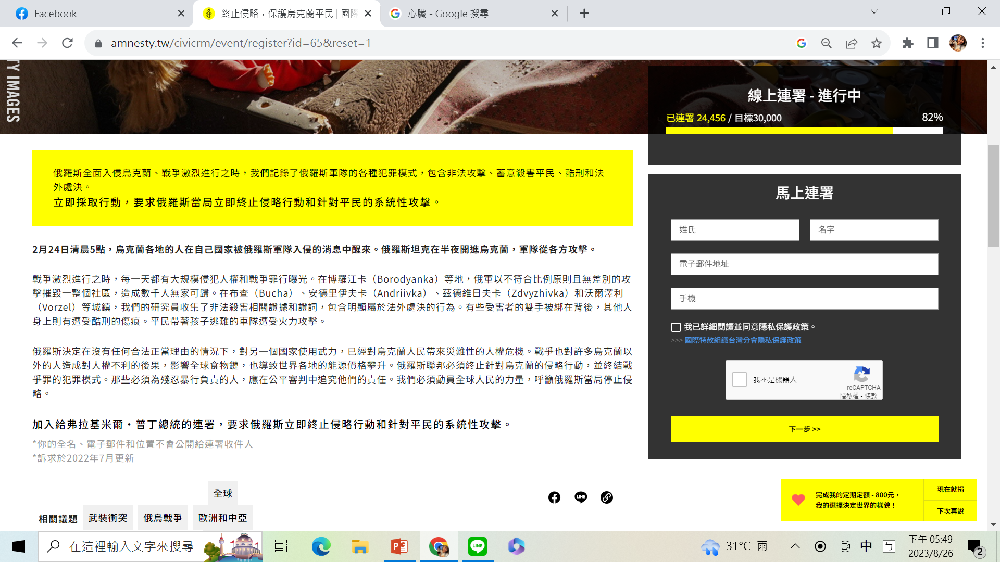 Facebook
終止侵略，保護烏克蘭平民 | 國際
心臟 - Google 搜尋
amnesty.tw/civicrm/event/register?id=65&reset=1
TY IMAGES
線上連署 - 進行中
已連署 24,456 / 目標30,000
82%
俄羅斯全面入侵烏克蘭、戰爭激烈進行之時，我們記錄了俄羅斯軍隊的各種犯罪模式，包含非法攻擊、蓄意殺害平民、酷刑和法
外處決。
立即採取行動，要求俄羅斯當局立即終止侵略行動和針對平民的系統性攻擊。
2月24日清晨5點，烏克蘭各地的人在自己國家被俄羅斯軍隊入侵的消息中醒來。俄羅斯坦克在半夜開進烏克蘭，軍隊從各方攻擊。
戰爭激烈進行之時，每一天都有大規模侵犯人權和戰爭罪行曝光。在博羅江卡（Borodyanka）等地，俄軍以不符合比例原則且無差別的攻
擊摧毀一整個社區，造成數千人無家可歸。在布查（Bucha）、安德里伊夫卡（Andriivka）、茲德維日夫卡（Zdvyzhivka）和沃爾澤利
（Vorzel）等城鎮，我們的研究員收集了非法殺害相關證據和證詞，包含明顯屬於法外處決的行為。有些受害者的雙手被綁在背後，其他人
身上則有遭受酷刑的傷痕。平民帶著孩子逃難的車隊遭受火力攻擊。
俄羅斯決定在沒有任何合法正當理由的情況下，對另一個國家使用武力，已經對烏克蘭人民帶來災難性的人權危機。戰爭也對許多烏克蘭以
外的人造成對人權不利的後果，影響全球食物鏈，也導致世界各地的能源價格攀升。俄羅斯聯邦必須終止針對烏克蘭的侵略行動，並終結戰
爭罪的犯罪模式。那些必須為殘忍暴行負責的人，應在公平審判中追究他們的責任。我們必須動員全球人民的力量，呼籲俄羅斯當局停止侵
略。
加入給弗拉基米爾·普丁總統的連署，要求俄羅斯立即終止侵略行動和針對平民的系統性攻擊。
*你的全名、電子郵件和位置不會公開給連署收件人
*訴求於2022年7月更新
相關議題
全球
武裝衝突
俄烏戰爭
歐洲和中亞
LINE
馬上連署
姓氏
名字
電子郵件地址
手機
我已詳細閱讀並同意隱私保護政策。
>>> 國際特赦組織台灣分會隱私保護政策
我不是機器人
reCAPTCHA
隱私權 - 條款
下一步 >>
完成我的定期定額 - 800元，
我的選擇決定世界的樣貌！
現在就捐
下次再說
在這裡輸入文字來搜尋
LINE
31°C 雨
中
ㄅ
下午 05:49
2023/8/26
2